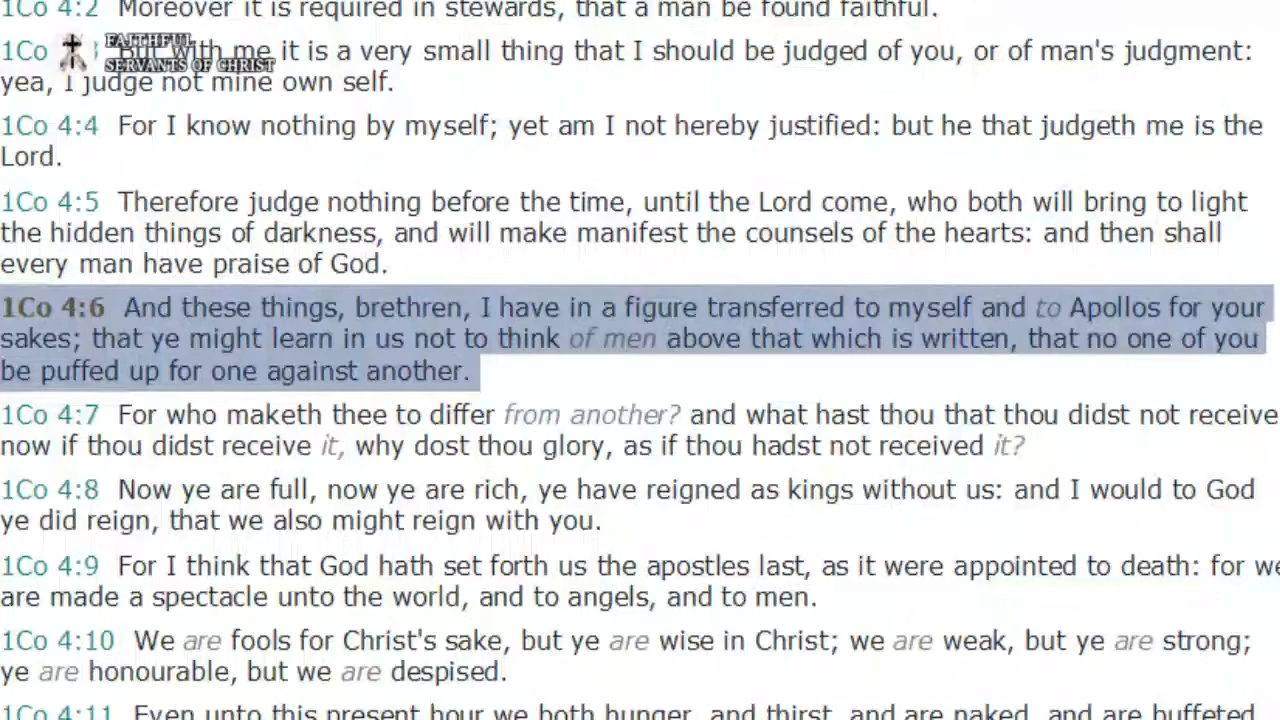 1Co 4:2 Moreover it is required in stewards, that a man be found faithful.
1Co 3 But with me it is a very small thing that I should be judged of you, or of man's judgment:
FAITHFUL
SERVANTS OF CHRIST
yea, I judge not mine own self.
1Co 4:4 For I know nothing by myself; yet am I not hereby justified: but he that judgeth me is the
Lord.
1Co 4:5 Therefore judge nothing before the time, until the Lord come, who both will bring to light
the hidden things of darkness, and will make manifest the counsels of the hearts: and then shall
every man have praise of God.
1Co 4:6 And these things, brethren, I have in a figure transferred to myself and to Apollos for your
sakes; that ye might learn in us not to think of men above that which is written, that no one of you
be puffed up for one against another.
1Co 4:7 For who maketh thee to differ from another? and what hast thou that thou didst not receive
now if thou didst receive it, why dost thou glory, as if thou hadst not received it?
1Co 4:8 Now ye are full, now ye are rich, ye have reigned as kings without us: and I would to God
ye did reign, that we also might reign with you.
1Co 4:9 For I think that God hath set forth us the apostles last, as it were appointed to death: for we
are made a spectacle unto the world, and to angels, and to men.
1Co 4:10 We are fools for Christ's sake, but ye are wise in Christ; we are weak, but ye are strong;
ye are honourable, but we are despised.
1Co 4:11 Even unto this present hour we both hunger, and thirst, and are naked, and are buffeted,